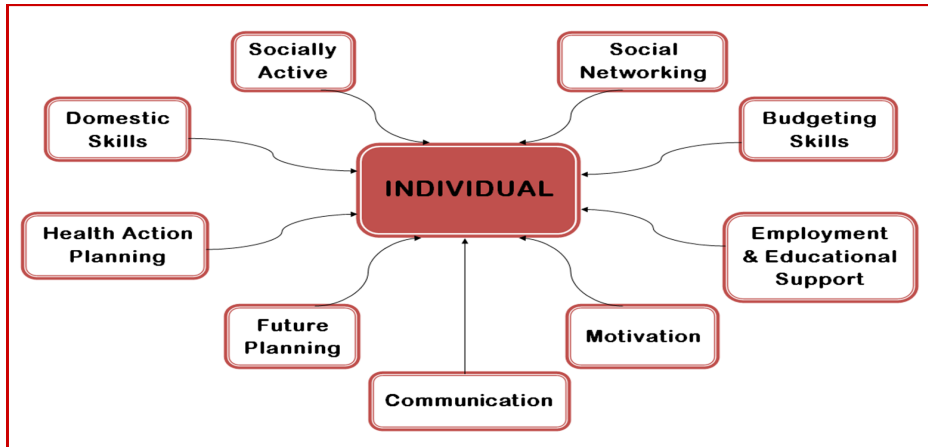 Socially
Active
Social
Networking
Domestic
Skills
Budgeting
Skills
INDIVIDUAL
Health Action
Planning
Employment
& Educational
Support
Future
Planning
Motivation
Communication